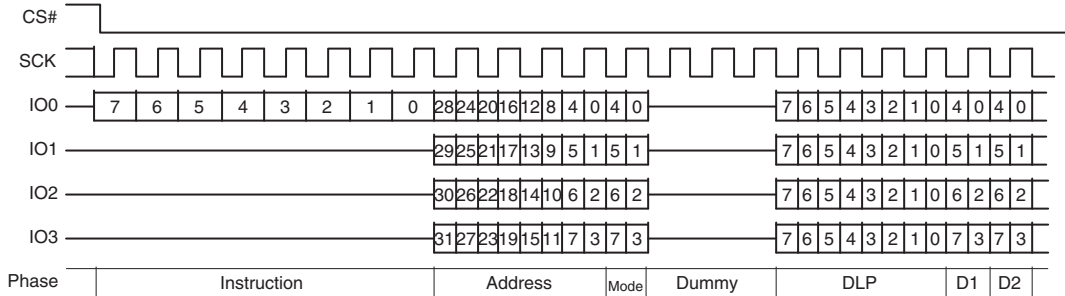 CS#
SCK
IO0 7 6 5 4 3 2 1 0 28 24 20 16 12 8 4 0 4 0 7 6 5 4 3 2 1 0 4 0 4 0
IO1 29 25 21 17 13 9 5 1 5 1 7 6 5 4 3 2 1 0 5 1 5 1
IO2 30 26 22 18 14 10 6 2 6 2 7 6 5 4 3 2 1 0 6 2 6 2
IO3 31 27 23 19 15 11 7 3 7 3 7 6 5 4 3 2 1 0 7 3 7 3
Phase Instruction Address Mode Dummy DLP D1 D2